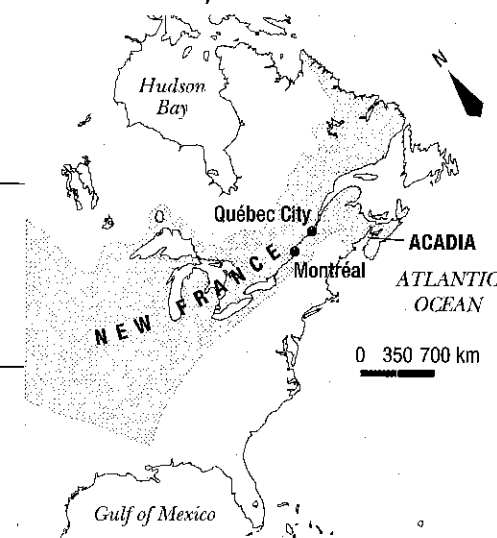 N
Hudson
Bay
Québec City
ACADIA
Montréal
NEW FRANCE
ATLANTIC
OCEAN
0 350 700 km
Gulf of Mexico